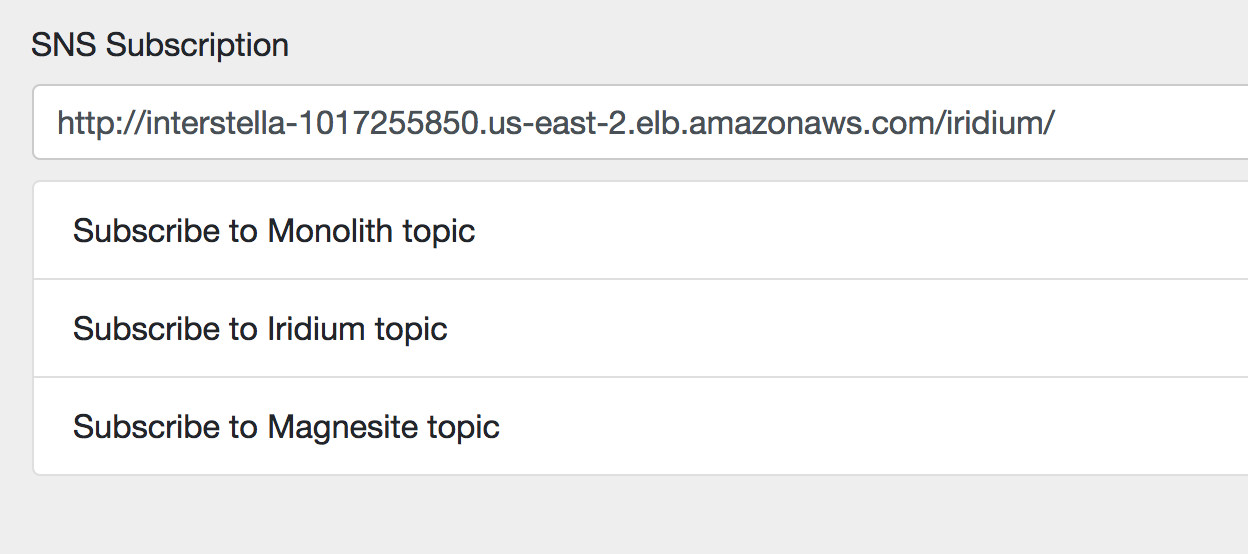 SNS Subscription
http://interstella-1017255850.us-east-2.elb.amazonaws.com/iridium/
Subscribe to Monolith topic
Subscribe to Iridium topic
Subscribe to Magnesite topic